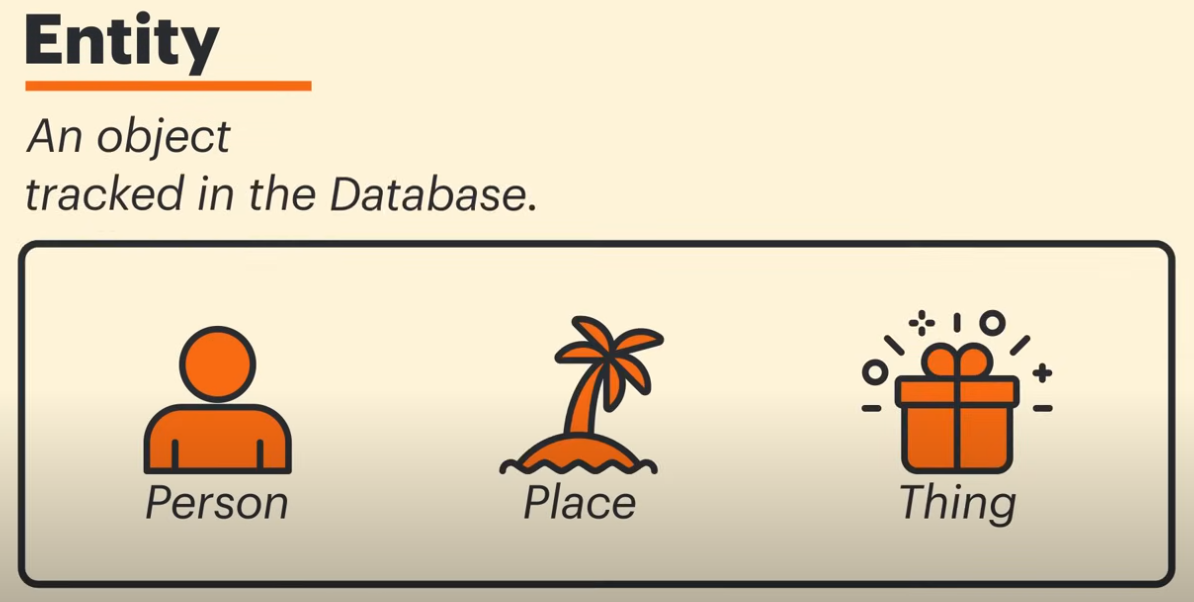 Entity
An object
tracked in the Database.
Person
Place
Thing